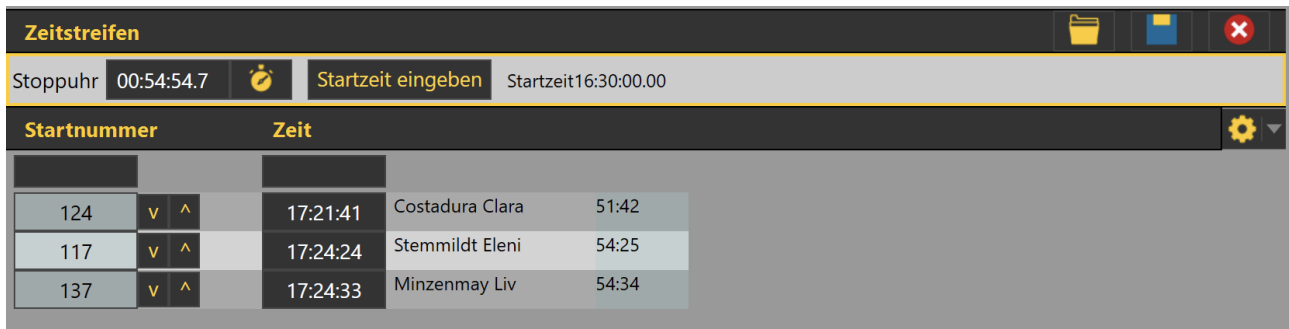 Zeitstreifen
Stoppuhr 00:54:54.7 Startzeit eingeben Startzeit16:30:00.00
Startnummer Zeit
124 v ^ 17:21:41 Costadura Clara 51:42
117 v ^ 17:24:24 Stemmildt Eleni 54:25
137 v ^ 17:24:33 Minzenmay Liv 54:34